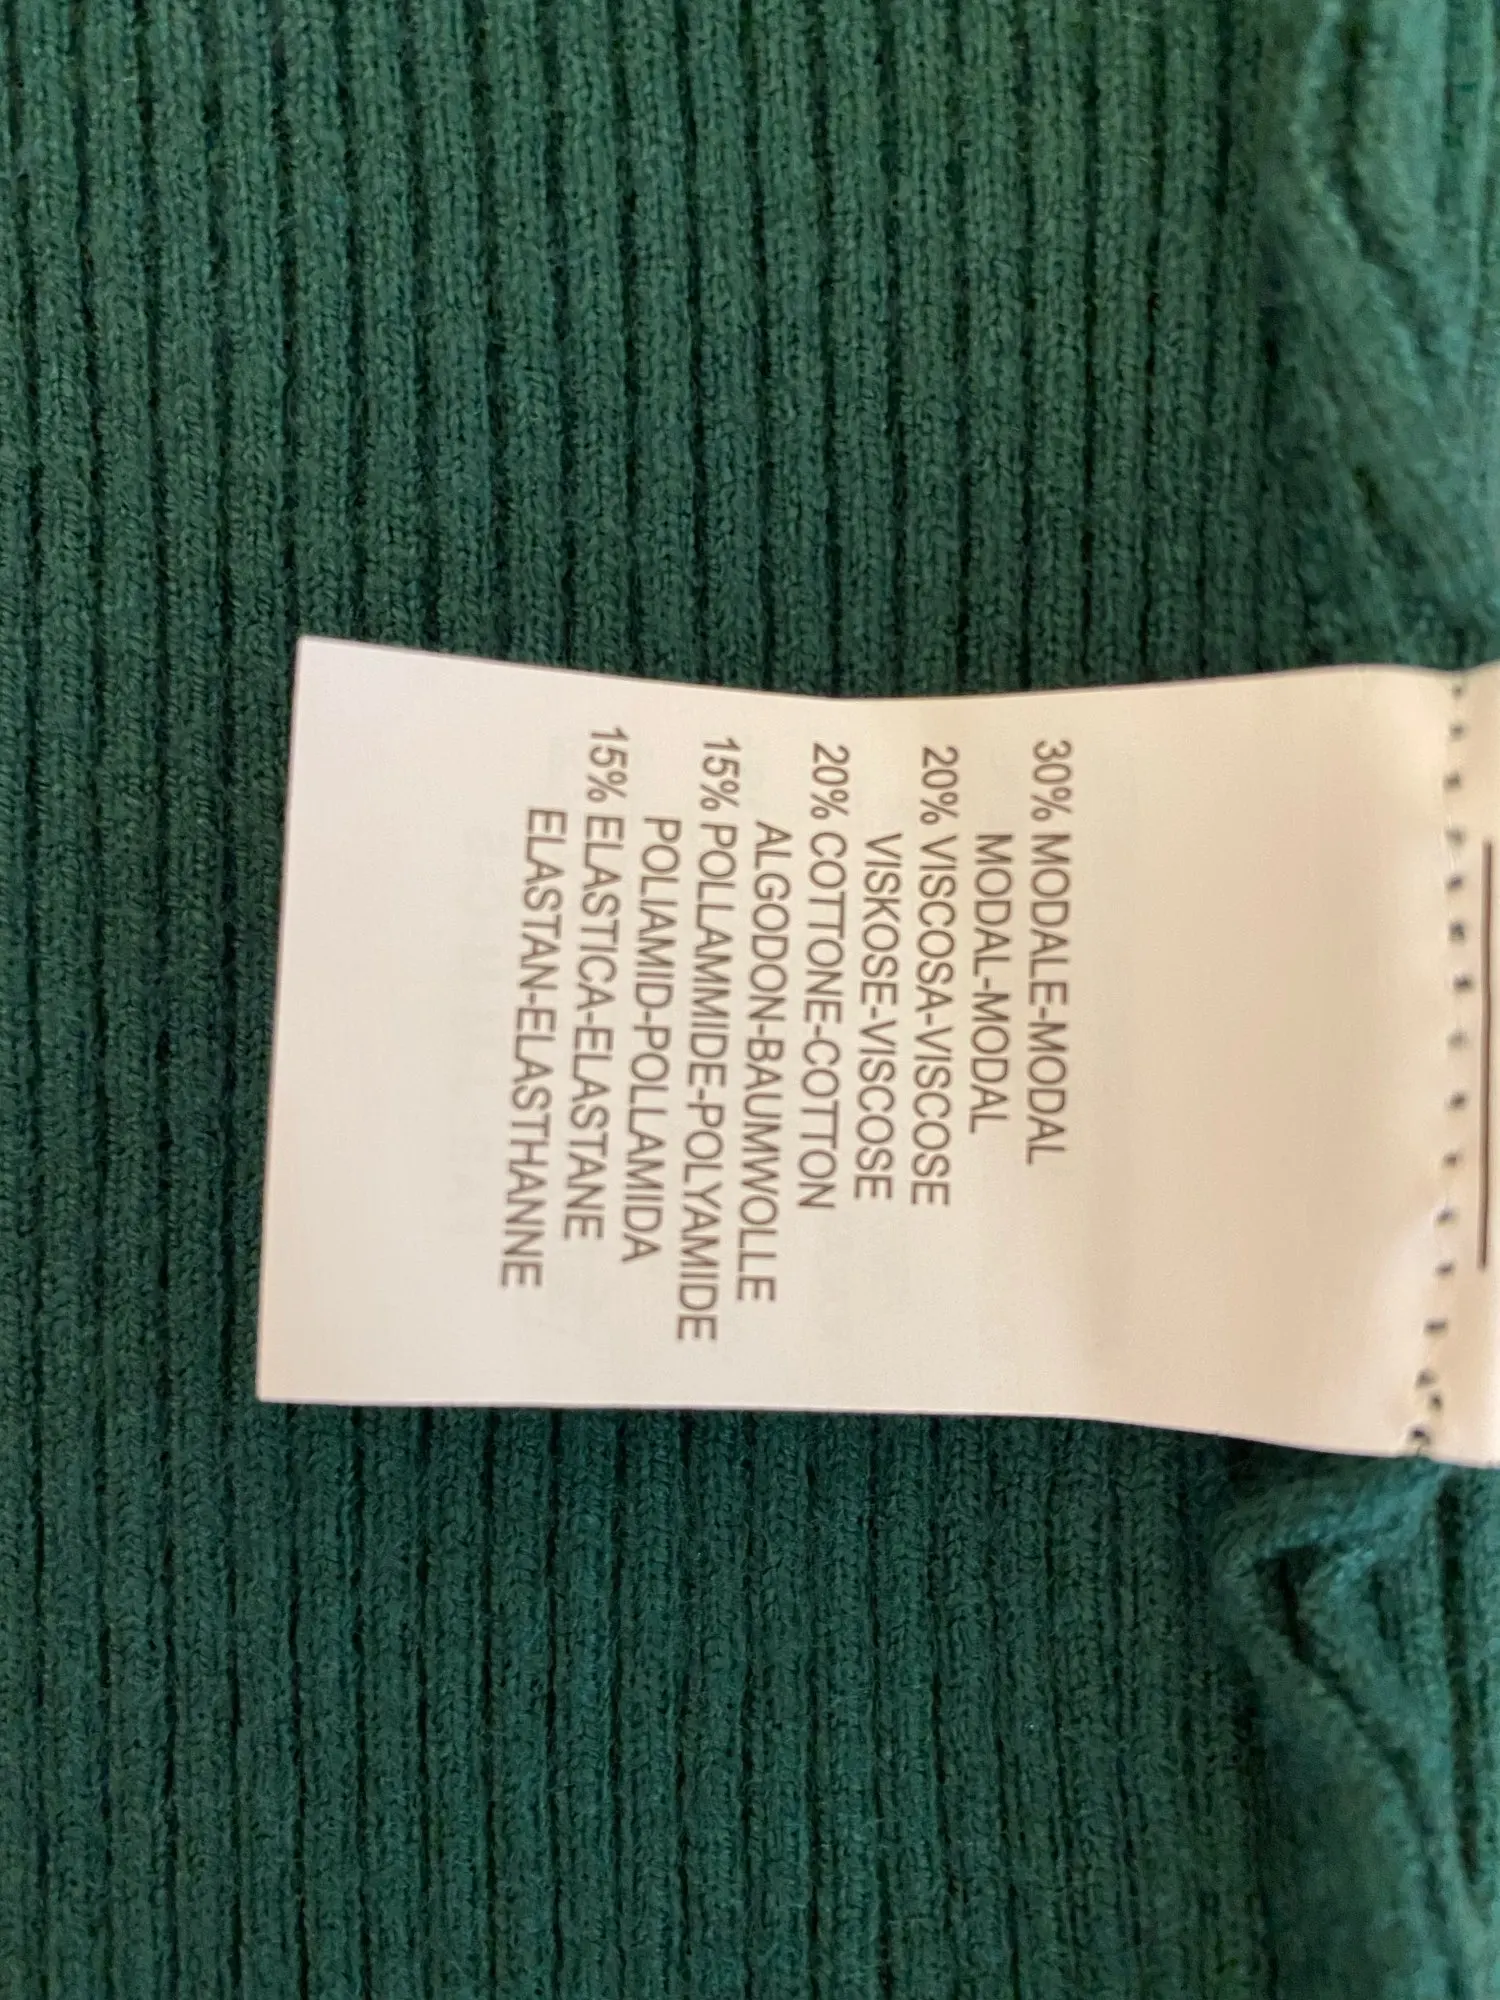 30% MODALE-MODAL
MODAL-MODAL
20% VISCOSA-VISCOSE
VISKOSE-VISCOSE
20% COTTONE-COTTON
ALGODON-BAUMWOLLE
15% POLLAMMIDE-POLYAMIDE
POLIAMID-POLLAMIDA
15% ELASTICA-ELASTANE
ELASTAN-ELASTHANNE